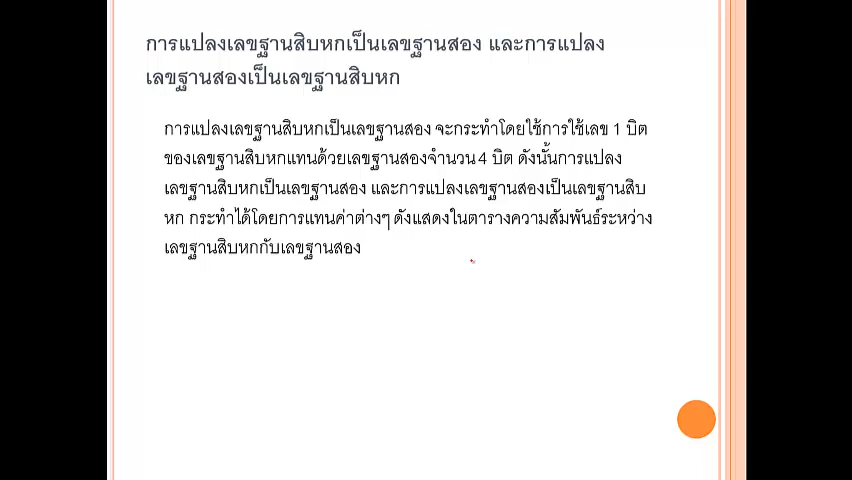 การแปลงเลขฐานสิบหกเป็นเลขฐานสอง และการแปลง
เลขฐานสองเป็นเลขฐานสิบหก
การแปลงเลขฐานสิบหกเป็นเลขฐานสอง จะกระทำโดยใช้การใช้เลข 1 บิต
ของเลขฐานสิบหกแทนด้วยเลขฐานสองจำนวน 4 บิต ดังนั้นการแปลง
เลขฐานสิบหกเป็นเลขฐานสอง และการแปลงเลขฐานสองเป็นเลขฐานสิบ
หก กระทำได้โดยการแทนค่าต่างๆ ดังแสดงในตารางความสัมพันธ์ระหว่าง
เลขฐานสิบหกกับเลขฐานสอง